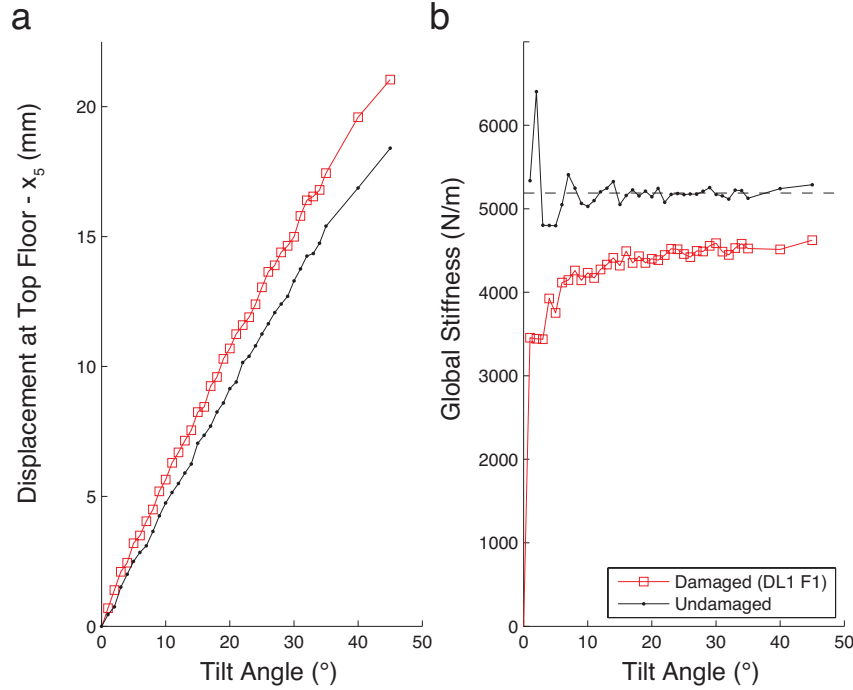 a
b
Displacement at Top Floor - x5 (mm)
20
15
10
5
0
0 10 20 30 40 50
Tilt Angle (°)
Global Stiffness (N/m)
6000
5000
4000
3000
2000
1000
0
0 10 20 30 40 50
Tilt Angle (°)
Damaged (DL1 F1)
Undamaged